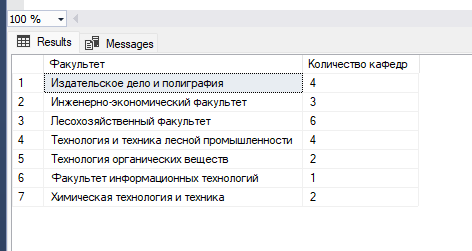 100 %
Results Messages
Факультет Количество кафедр
1 Издательское дело и полиграфия 4
2 Инженерно-экономический факультет 3
3 Лесохозяйственный факультет 6
4 Технология и техника лесной промышленности 4
5 Технология органических веществ 2
6 Факультет информационных технологий 1
7 Химическая технология и техника 2